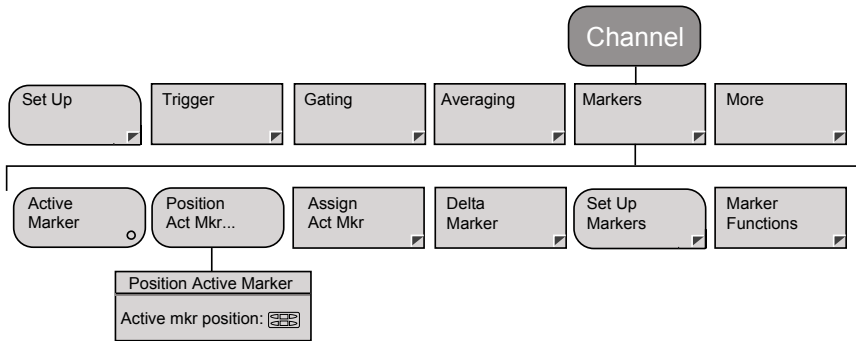 Channel
Set Up
Trigger
Gating
Averaging
Markers
More
Active
Marker
Position
Act Mkr...
Assign
Act Mkr
Delta
Marker
Set Up
Markers
Marker
Functions
Position Active Marker
Active mkr position: